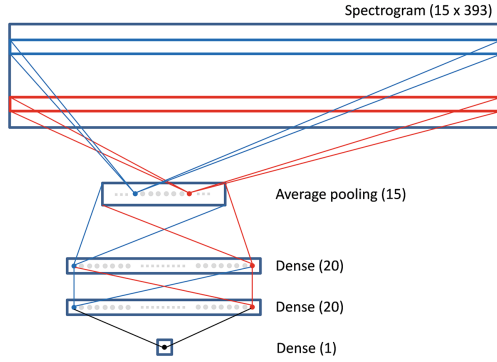 Spectrogram (15 x 393)
Average pooling (15)
Dense (20)
Dense (20)
Dense (1)